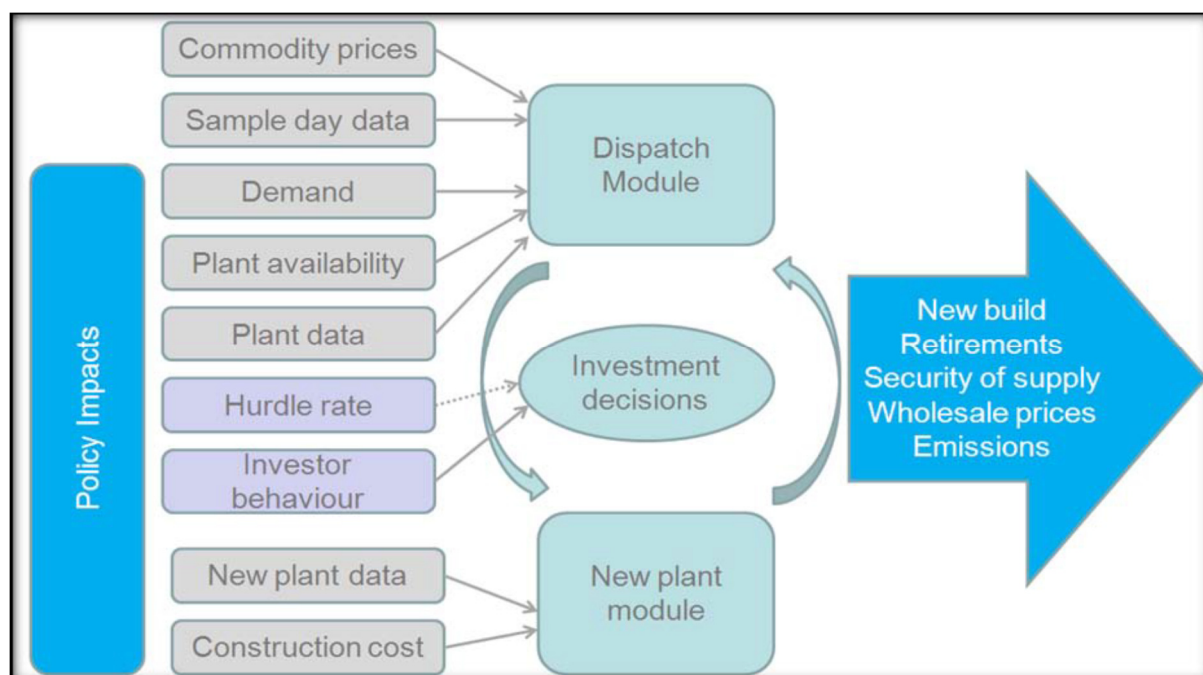 Policy Impacts
Commodity prices
Sample day data
Demand
Plant availability
Plant data
Hurdle rate
Investor
behaviour
New plant data
Construction cost
Dispatch
Module
Investment
decisions
New plant
module
New build
Retirements
Security of supply
Wholesale prices
Emissions